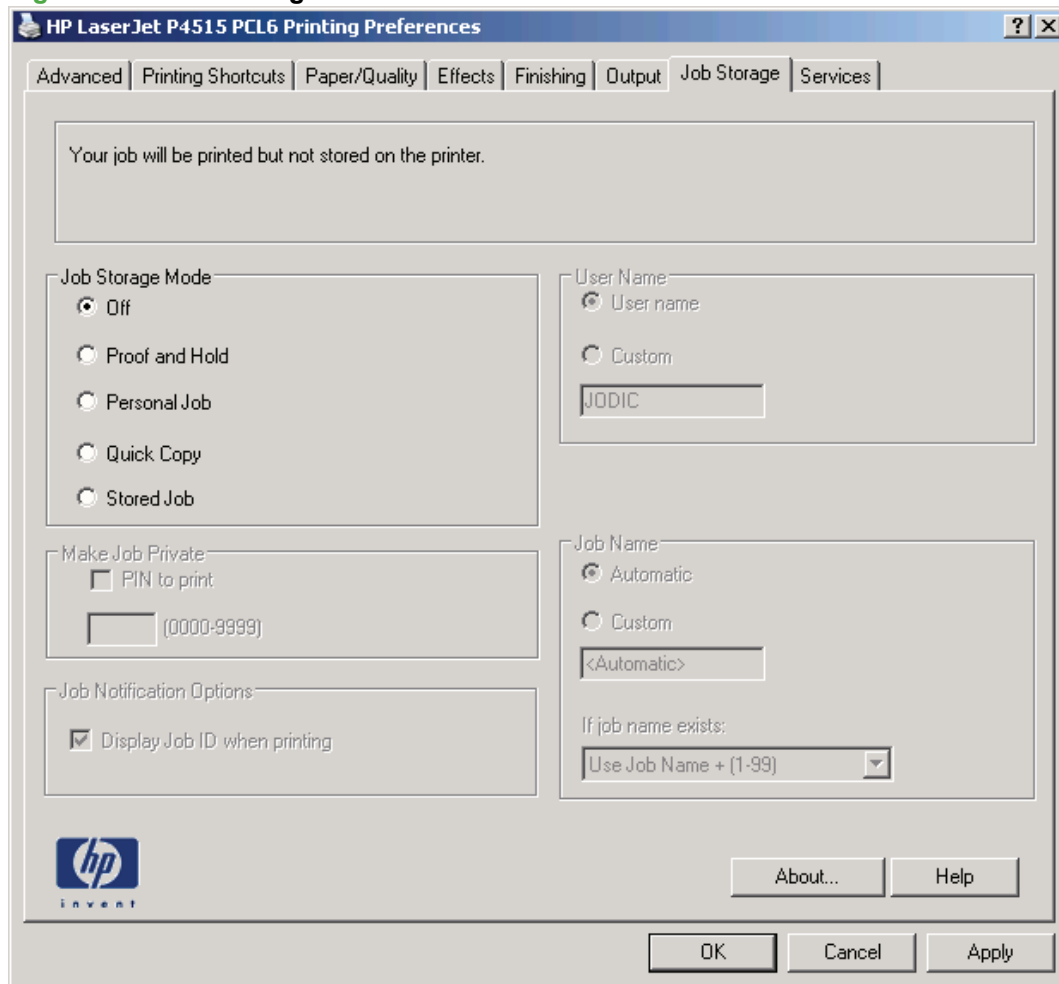 HP LaserJet P4515 PCL6 Printing Preferences
Advanced Printing Shortcuts Paper/Quality Effects Finishing Output Job Storage Services
Your job will be printed but not stored on the printer.
Job Storage Mode
Off
Proof and Hold
Personal Job
Quick Copy
Stored Job
User Name
User name
Custom
JODIC
Make Job Private
PIN to print
(0000-9999)
Job Notification Options
Display Job ID when printing
Job Name
Automatic
Custom
<Automatic>
If job name exists:
Use Job Name + (1-99)
hp
invent
About...
Help
OK
Cancel
Apply